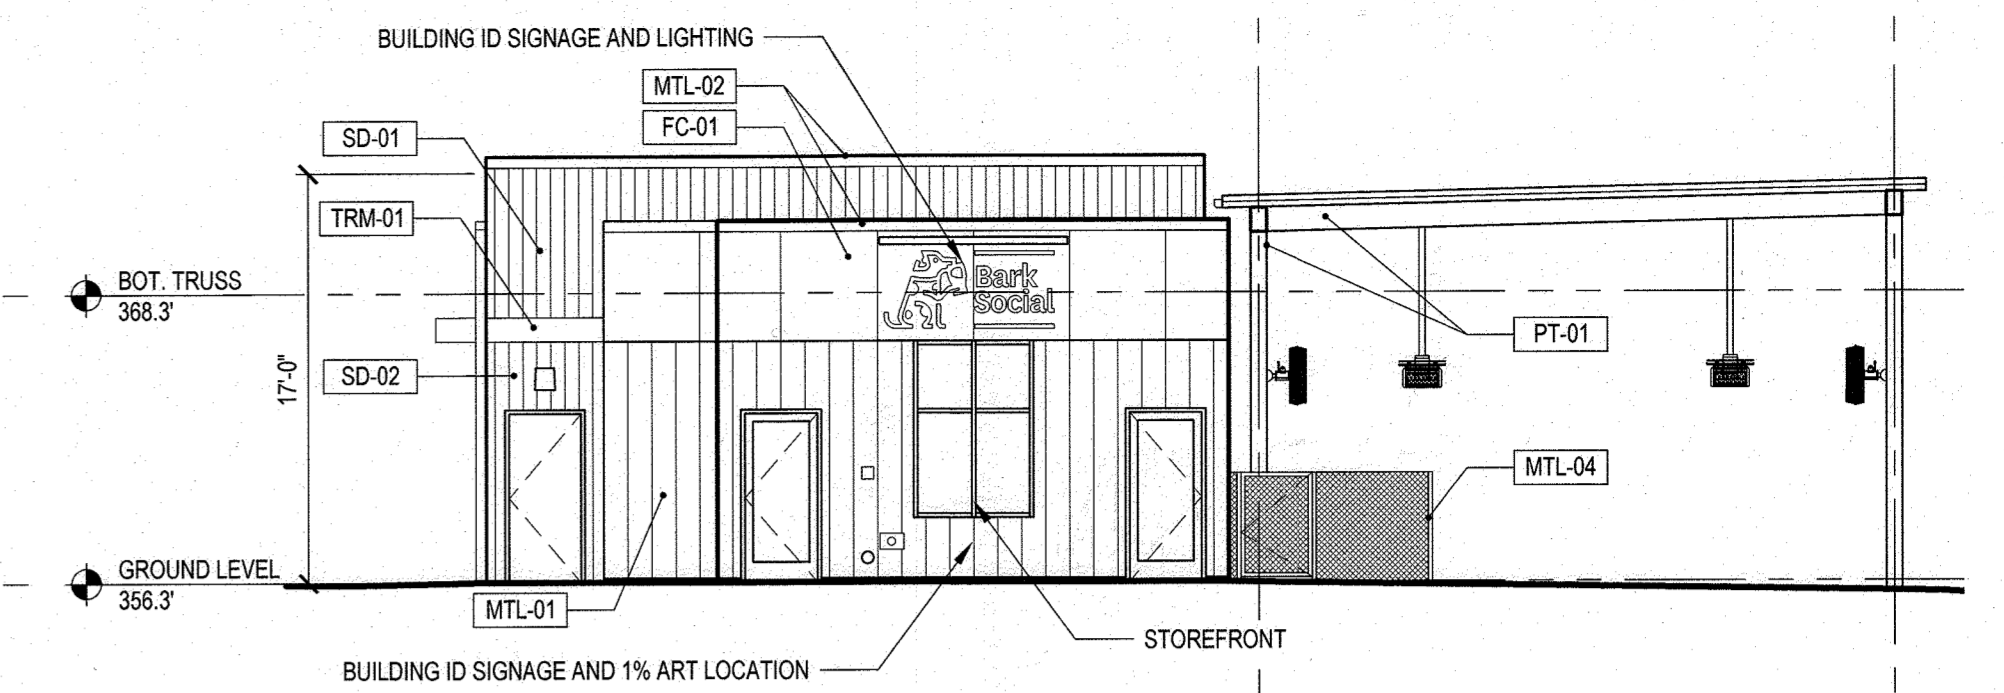 BUILDING ID SIGNAGE AND LIGHTING
MTL-02
FC-01
SD-01
TRM-01
BOT. TRUSS
368.3'
Bark
Social
PT-01
SD-02
17'-0"
MTL-04
GROUND LEVEL
356.3'
MTL-01
STOREFRONT
BUILDING ID SIGNAGE AND 1% ART LOCATION